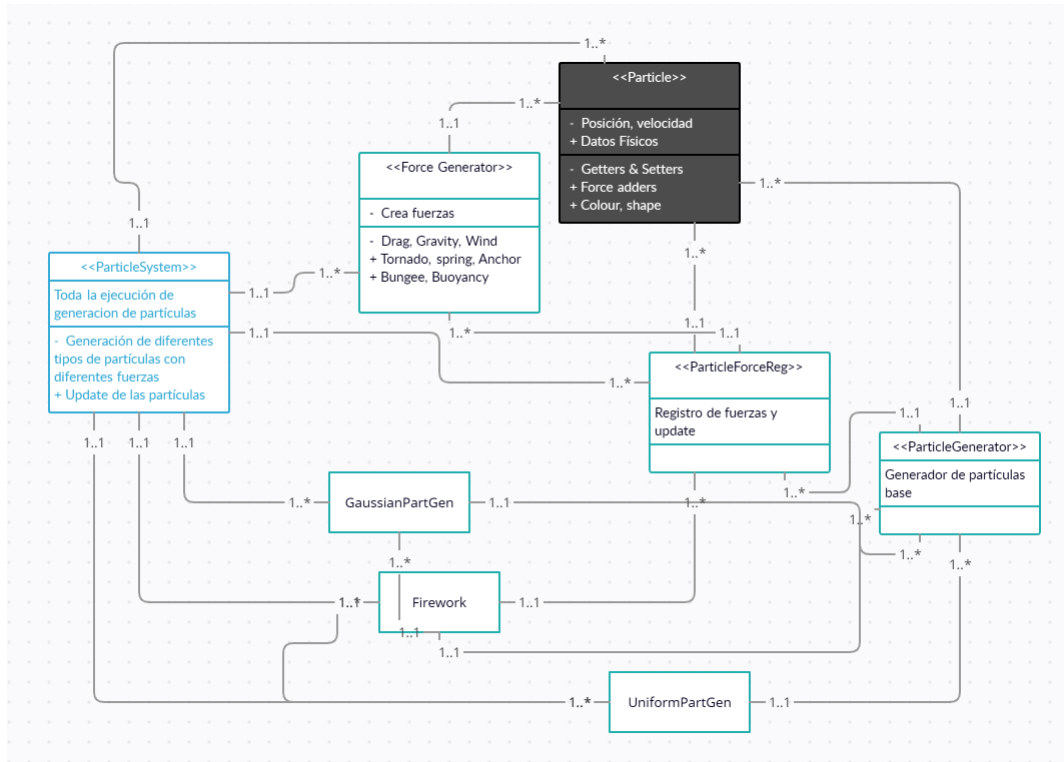 1..*
<<Particle>>
1..*
- Posición, velocidad
+ Datos Físicos
1..1
<<Force Generator>>
- Getters & Setters
+ Force adders
+ Colour, shape
1..*
- Crea fuerzas
1..1
- Drag, Gravity, Wind
+ Tornado, spring, Anchor
+ Bungee, Buoyancy
1..*
<<ParticleSystem>>
1..*
1..1
Toda la ejecución de
generacion de partículas
1..1
1..*
1..1
1..1
- Generación de diferentes
tipos de partículas con
diferentes fuerzas
+ Update de las partículas
<<ParticleForceReg>>
1..*
1..1
Registro de fuerzas y
update
1..1
1..1
1..1
1..1
<<ParticleGenerator>>
Generador de partículas
base
1..*
1..*
GaussianPartGen
1..1
1..*
1..*
1..*
1..*
1..*
1..*
Firework
1..1
1..1
1..1
1..*
UniformPartGen
1..1